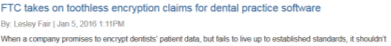 FTC takes on toothless encryption claims for dental practice software
By: Lesley Fair | Jan 5, 2016 1:11PM
When a company promises to encrypt dentists' patient data, but fails to live up to established standards, it shouldn't